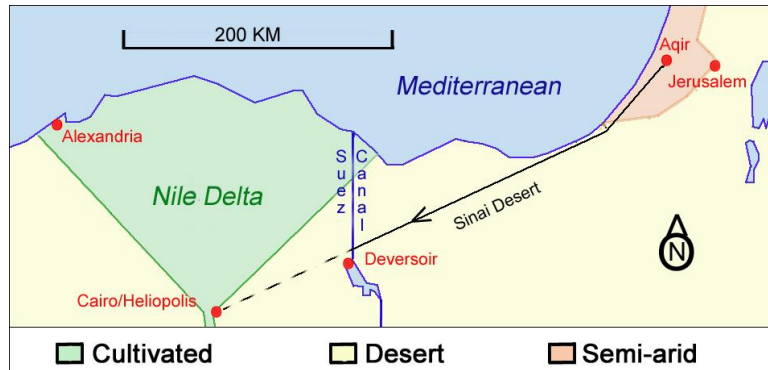 200 KM
Aqir
Jerusalem
Mediterranean
Alexandria
Suez
Canal
Nile Delta
Sinai Desert
N
Deversoir
Cairo/Heliopolis
Cultivated
Desert
Semi-arid